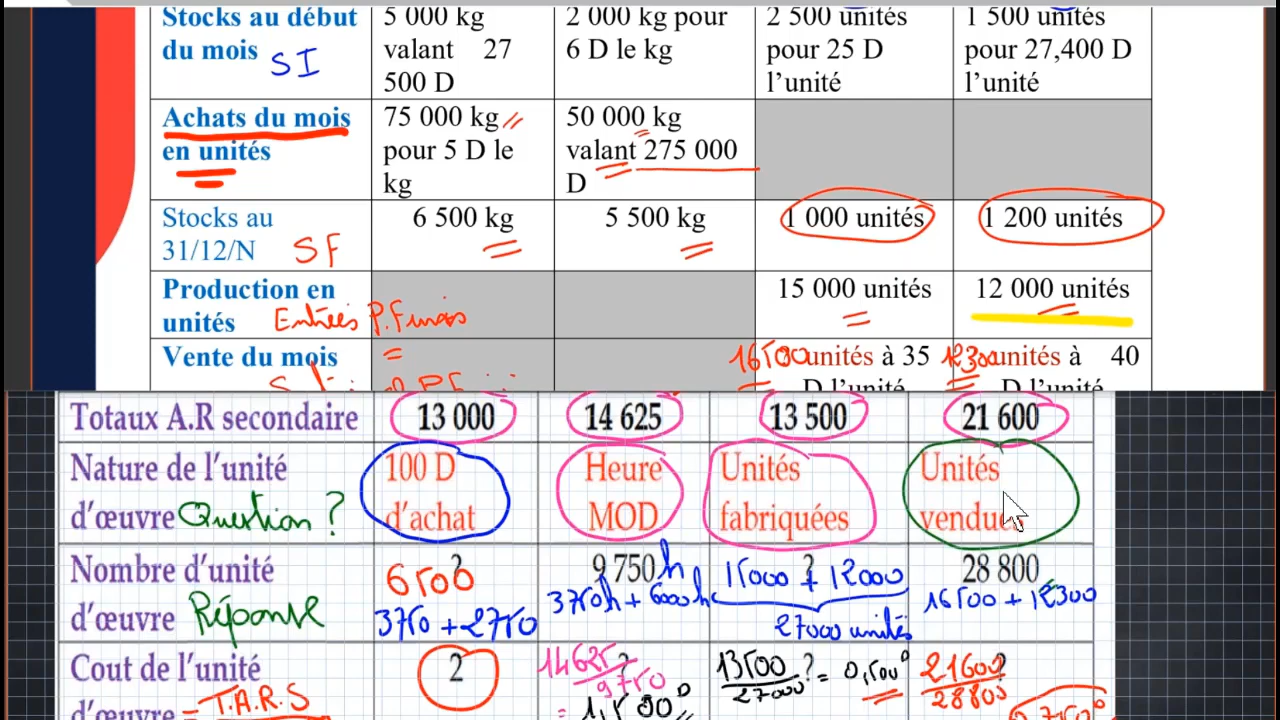 Stocks au début
du mois SI
5 000 kg
valant 27
500 D
2 000 kg pour
6 D le kg
2 500 unités
pour 25 D
l'unité
1 500 unités
pour 27,400 D
l'unité
Achats du mois
en unités
75 000 kg
pour 5 D le
kg
50 000 kg
valant 275 000
D
Stocks au
31/12/N SF
6 500 kg
5 500 kg
1 000 unités
1 200 unités
Production en
unités Entrées P. Finis
15 000 unités
12 000 unités
Vente du mois
=
16500 unités à 35
D l'unité
12300 unités à 40
D l'unité
Totaux A.R secondaire
13 000
14 625
13 500
21 600
Nature de l'unité
d'œuvre Question ?
100 D
d'achat
Heure
MOD
Unités
fabriquées
Unités
vendues
Nombre d'unité
d'œuvre Réponse
?
6500
3750 + 2750
9 750 h
3750h + 6000h
?
15000 + 12000
27000 unités
28 800
16500 + 12300
Cout de l'unité
d'œuvre = T.A.R.S
2
?
14625
9750
= 1,500 D
13500
27000
? = 0,500 D
?
21600
28800
0,750 D